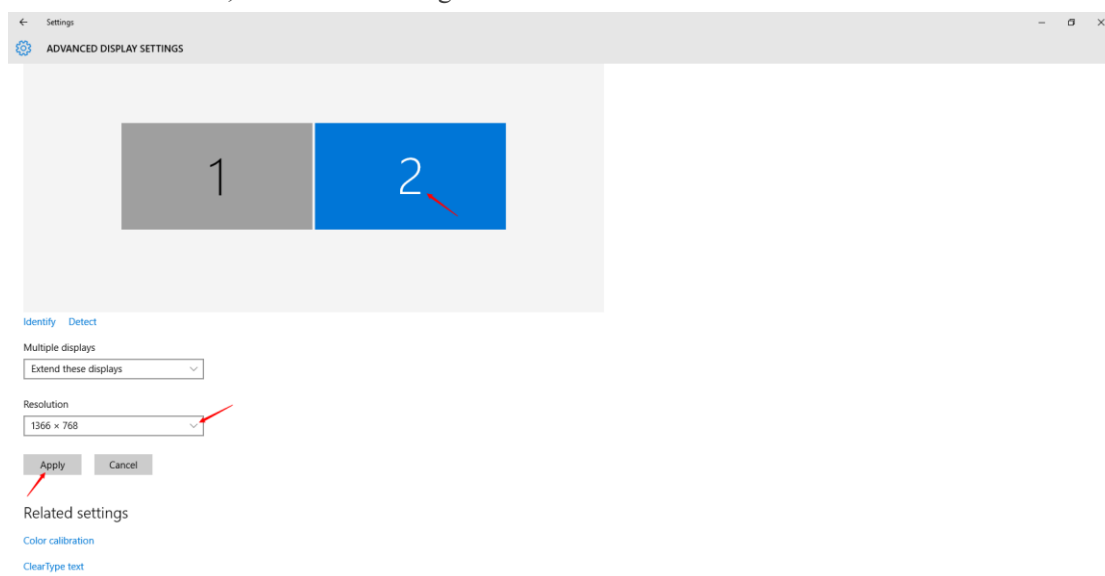 Settings
ADVANCED DISPLAY SETTINGS
1 2
Identify Detect
Multiple displays
Extend these displays
Resolution
1366 × 768
Apply Cancel
Related settings
Color calibration
ClearType text